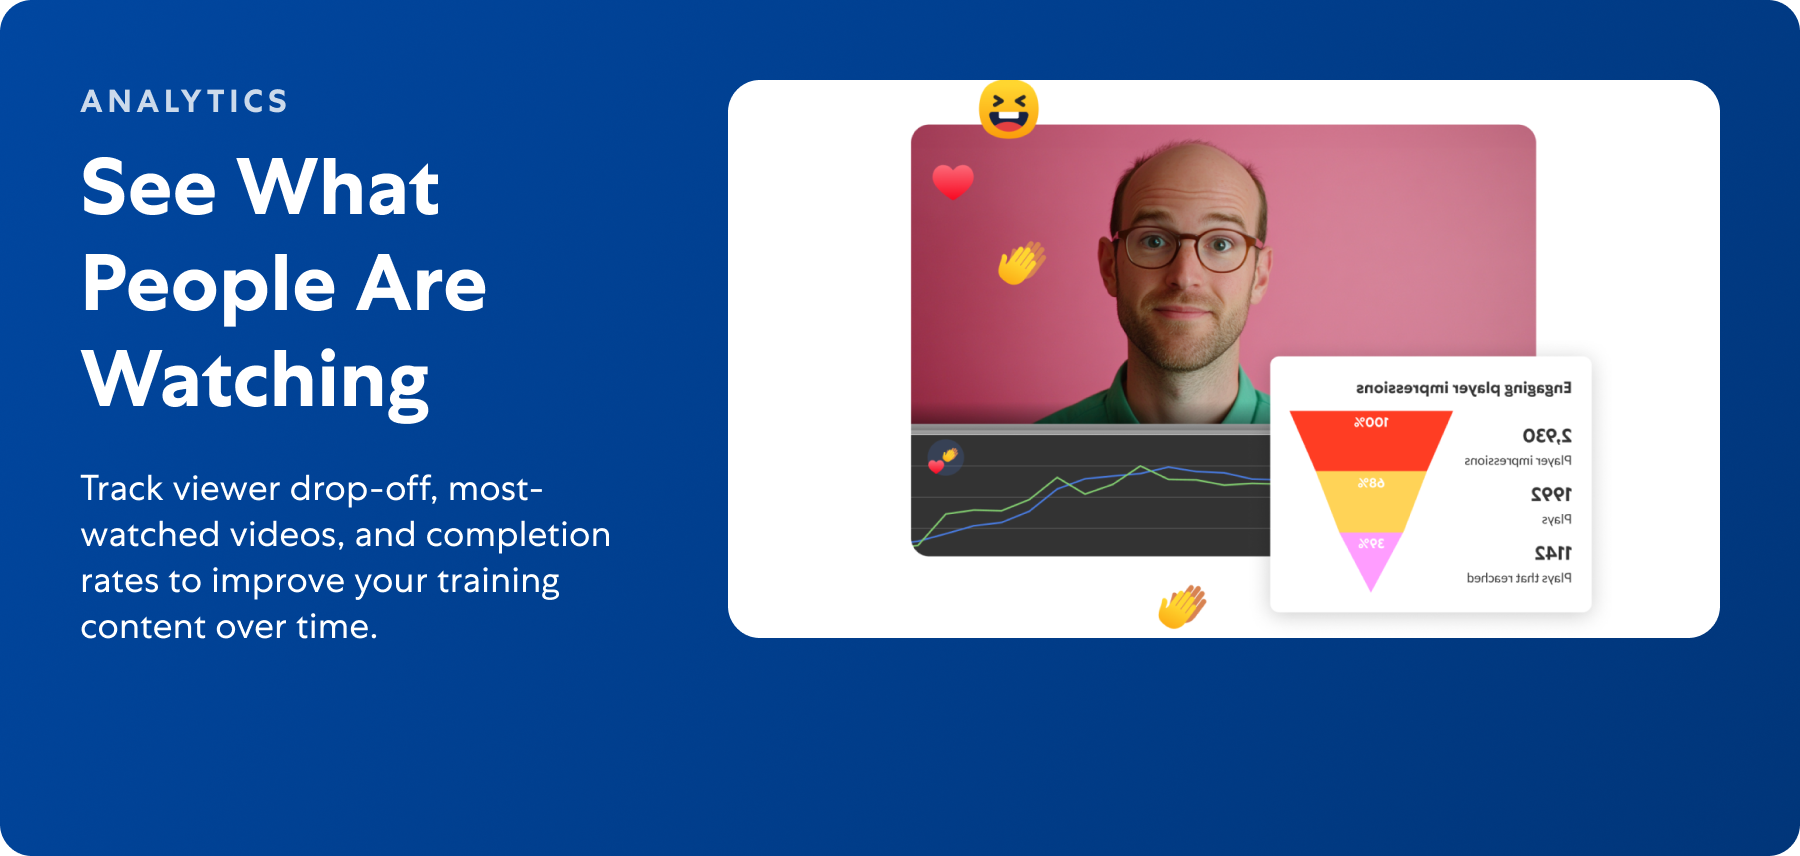 ANALYTICS
See What
People Are
Watching
Track viewer drop-off, most-
watched videos, and completion
rates to improve your training
content over time.
Engaging player impressions
100%
68%
39%
2,930
Player impressions
1992
Plays
1142
Plays that reached